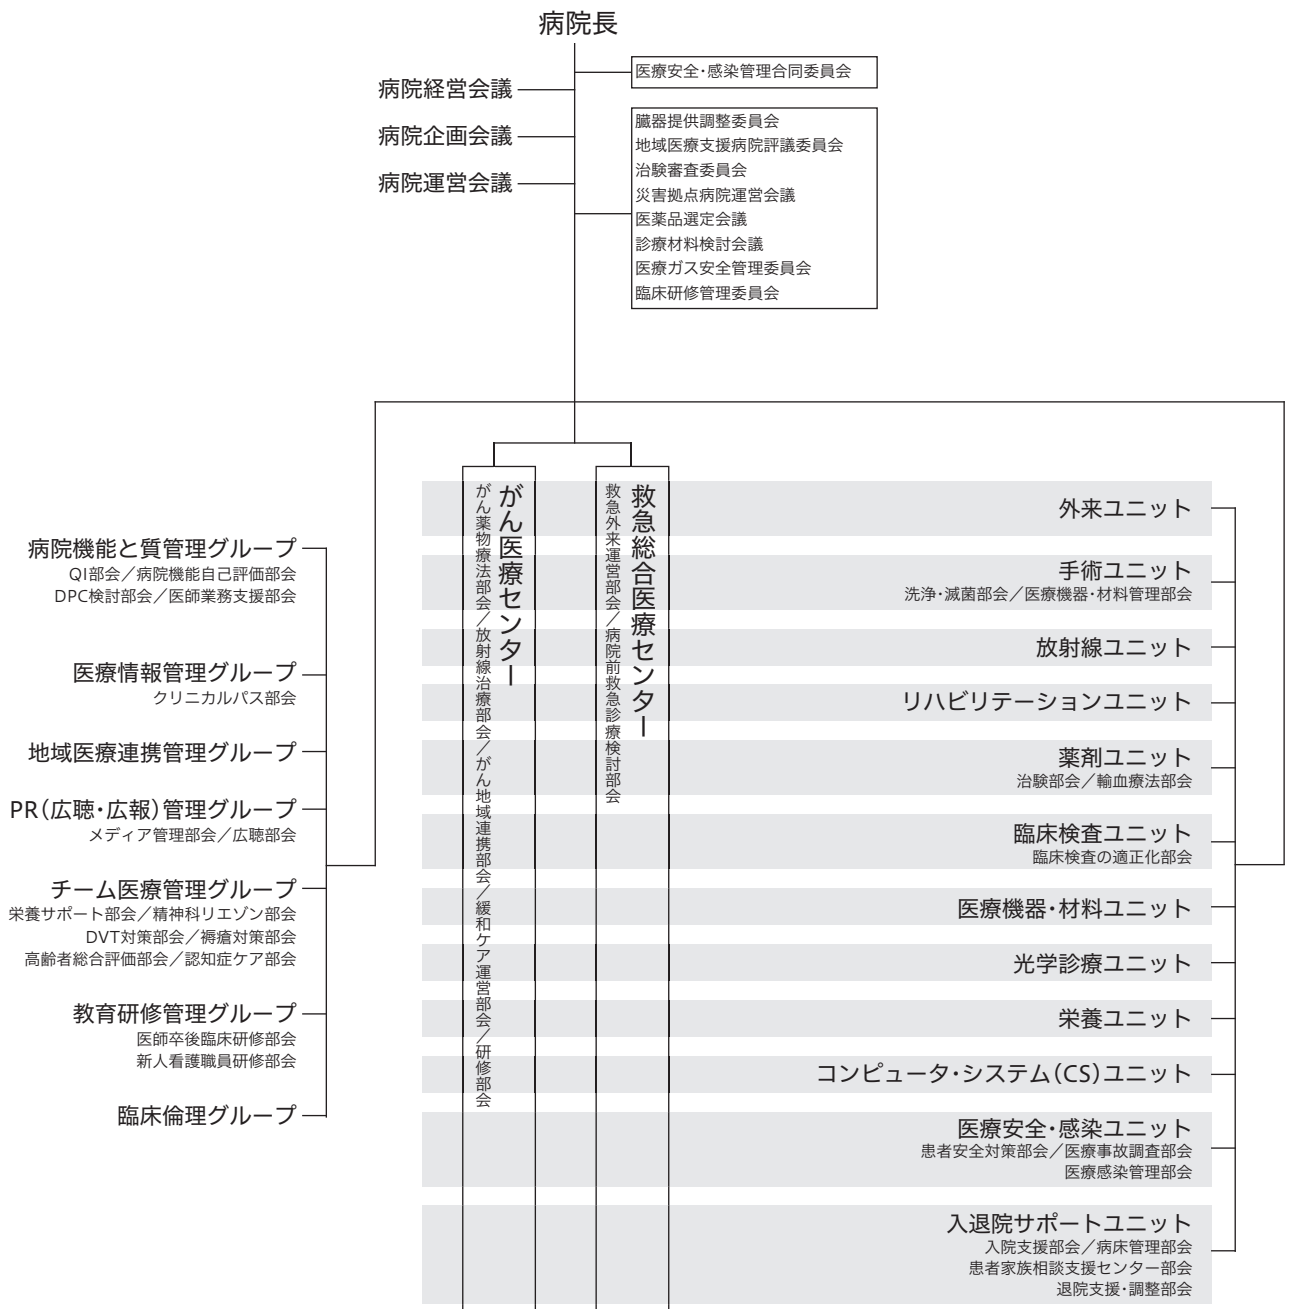 病院長
病院経営会議
病院企画会議
病院運営会議
医療安全・感染管理合同委員会
臓器提供調整委員会
地域医療支援病院評議委員会
治験審査委員会
災害拠点病院運営会議
医薬品選定会議
診療材料検討会議
医療ガス安全管理委員会
臨床研修管理委員会
病院機能と質管理グループ
QI部会／病院機能自己評価部会
DPC検討部会／医師業務支援部会
医療情報管理グループ
クリニカルパス部会
地域医療連携管理グループ
PR（広聴・広報）管理グループ
メディア管理部会／広聴部会
チーム医療管理グループ
栄養サポート部会／精神科リエゾン部会
DVT対策部会／褥瘡対策部会
高齢者総合評価部会／認知症ケア部会
教育研修管理グループ
医師卒後臨床研修部会
新人看護職員研修部会
臨床倫理グループ
がん医療センター
がん薬物療法部会／放射線治療部会／がん地域連携部会／緩和ケア運営部会／研修部会
救急総合医療センター
救急外来運営部会／病院前救急診療検討部会
外来ユニット
手術ユニット
洗浄・滅菌部会／医療機器・材料管理部会
放射線ユニット
リハビリテーションユニット
薬剤ユニット
治験部会／輸血療法部会
臨床検査ユニット
臨床検査の適正化部会
医療機器・材料ユニット
光学診療ユニット
栄養ユニット
コンピュータ・システム（CS）ユニット
医療安全・感染ユニット
患者安全対策部会／医療事故調査部会
医療感染管理部会
入退院サポートユニット
入院支援部会／病床管理部会
患者家族相談支援センター部会
退院支援・調整部会